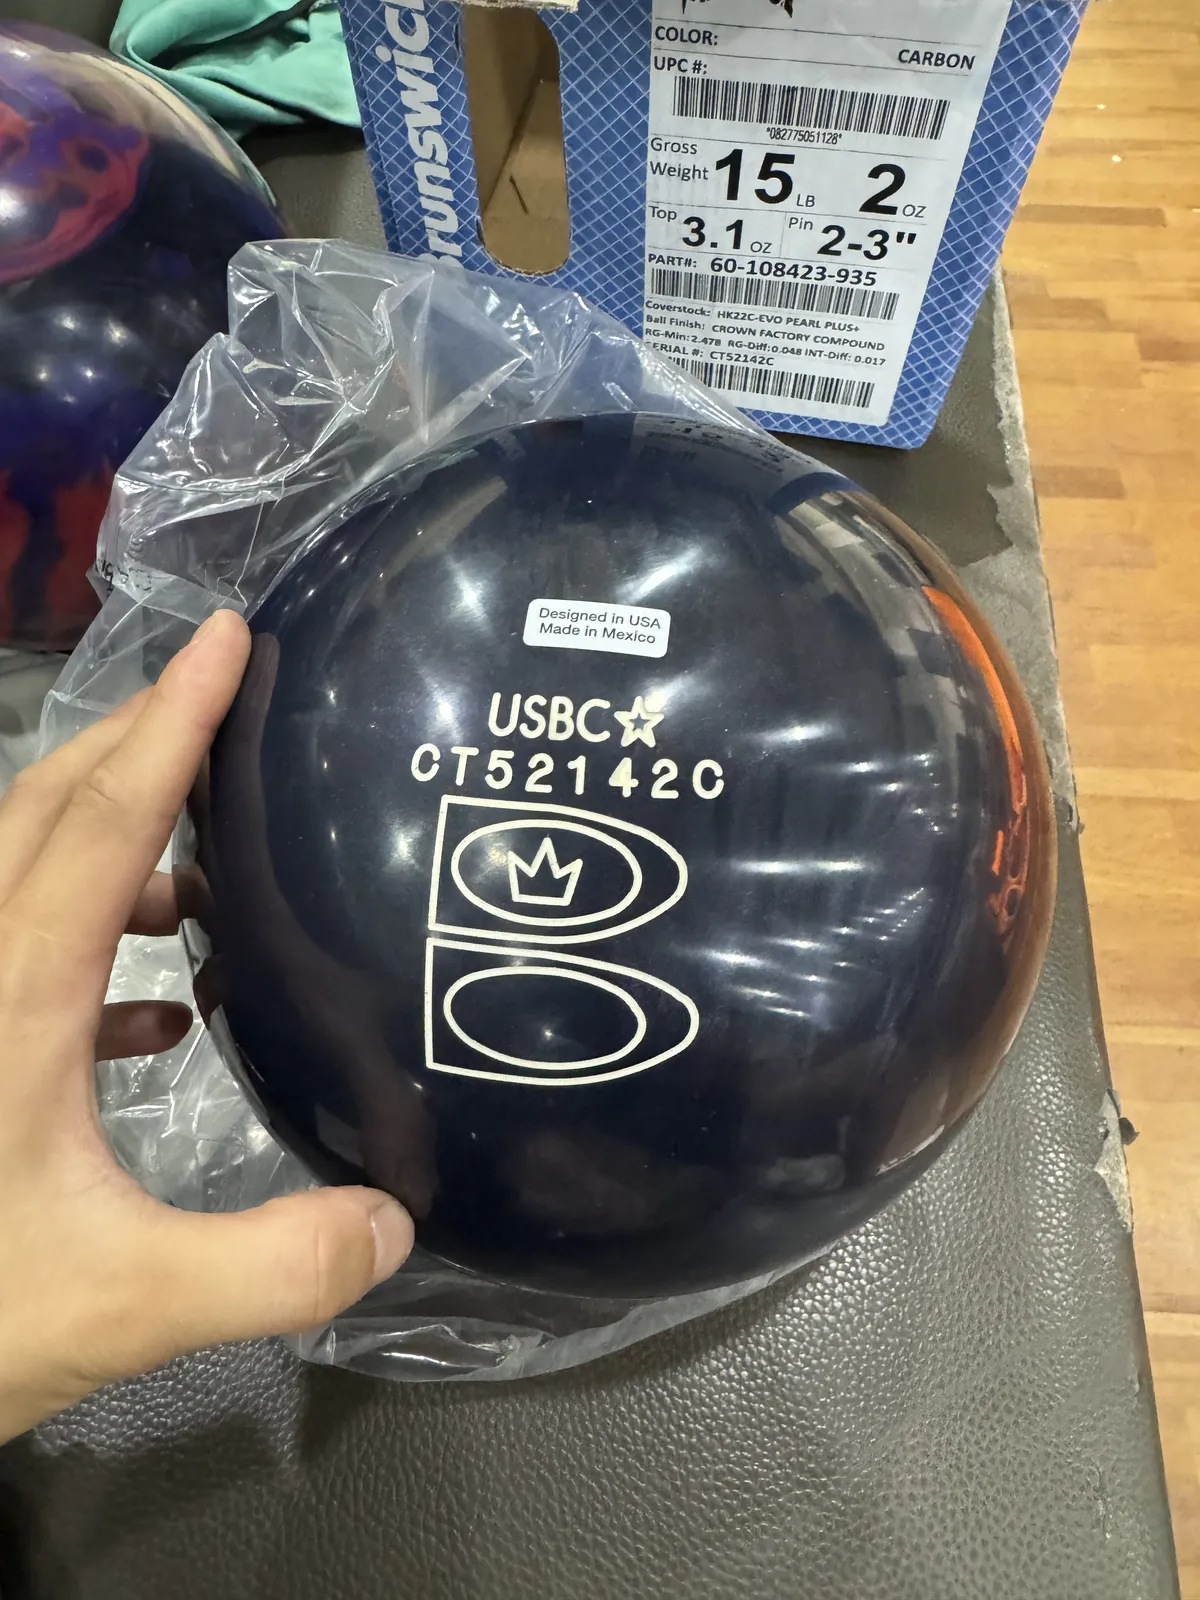 Brunswick
COLOR:
CARBON
UPC #:
*082775051128*
Gross
Weight 15 LB 2 OZ
Top 3.1 OZ Pin 2-3"
PART#: 60-108423-935
Coverstock: HK22C-EVO PEARL PLUS+
Ball Finish: CROWN FACTORY COMPOUND
RG-Min: 2.478 RG-Diff: 0.048 INT-Diff: 0.017
SERIAL #: CT52142C
Designed in USA
Made in Mexico
USBC
CT52142C